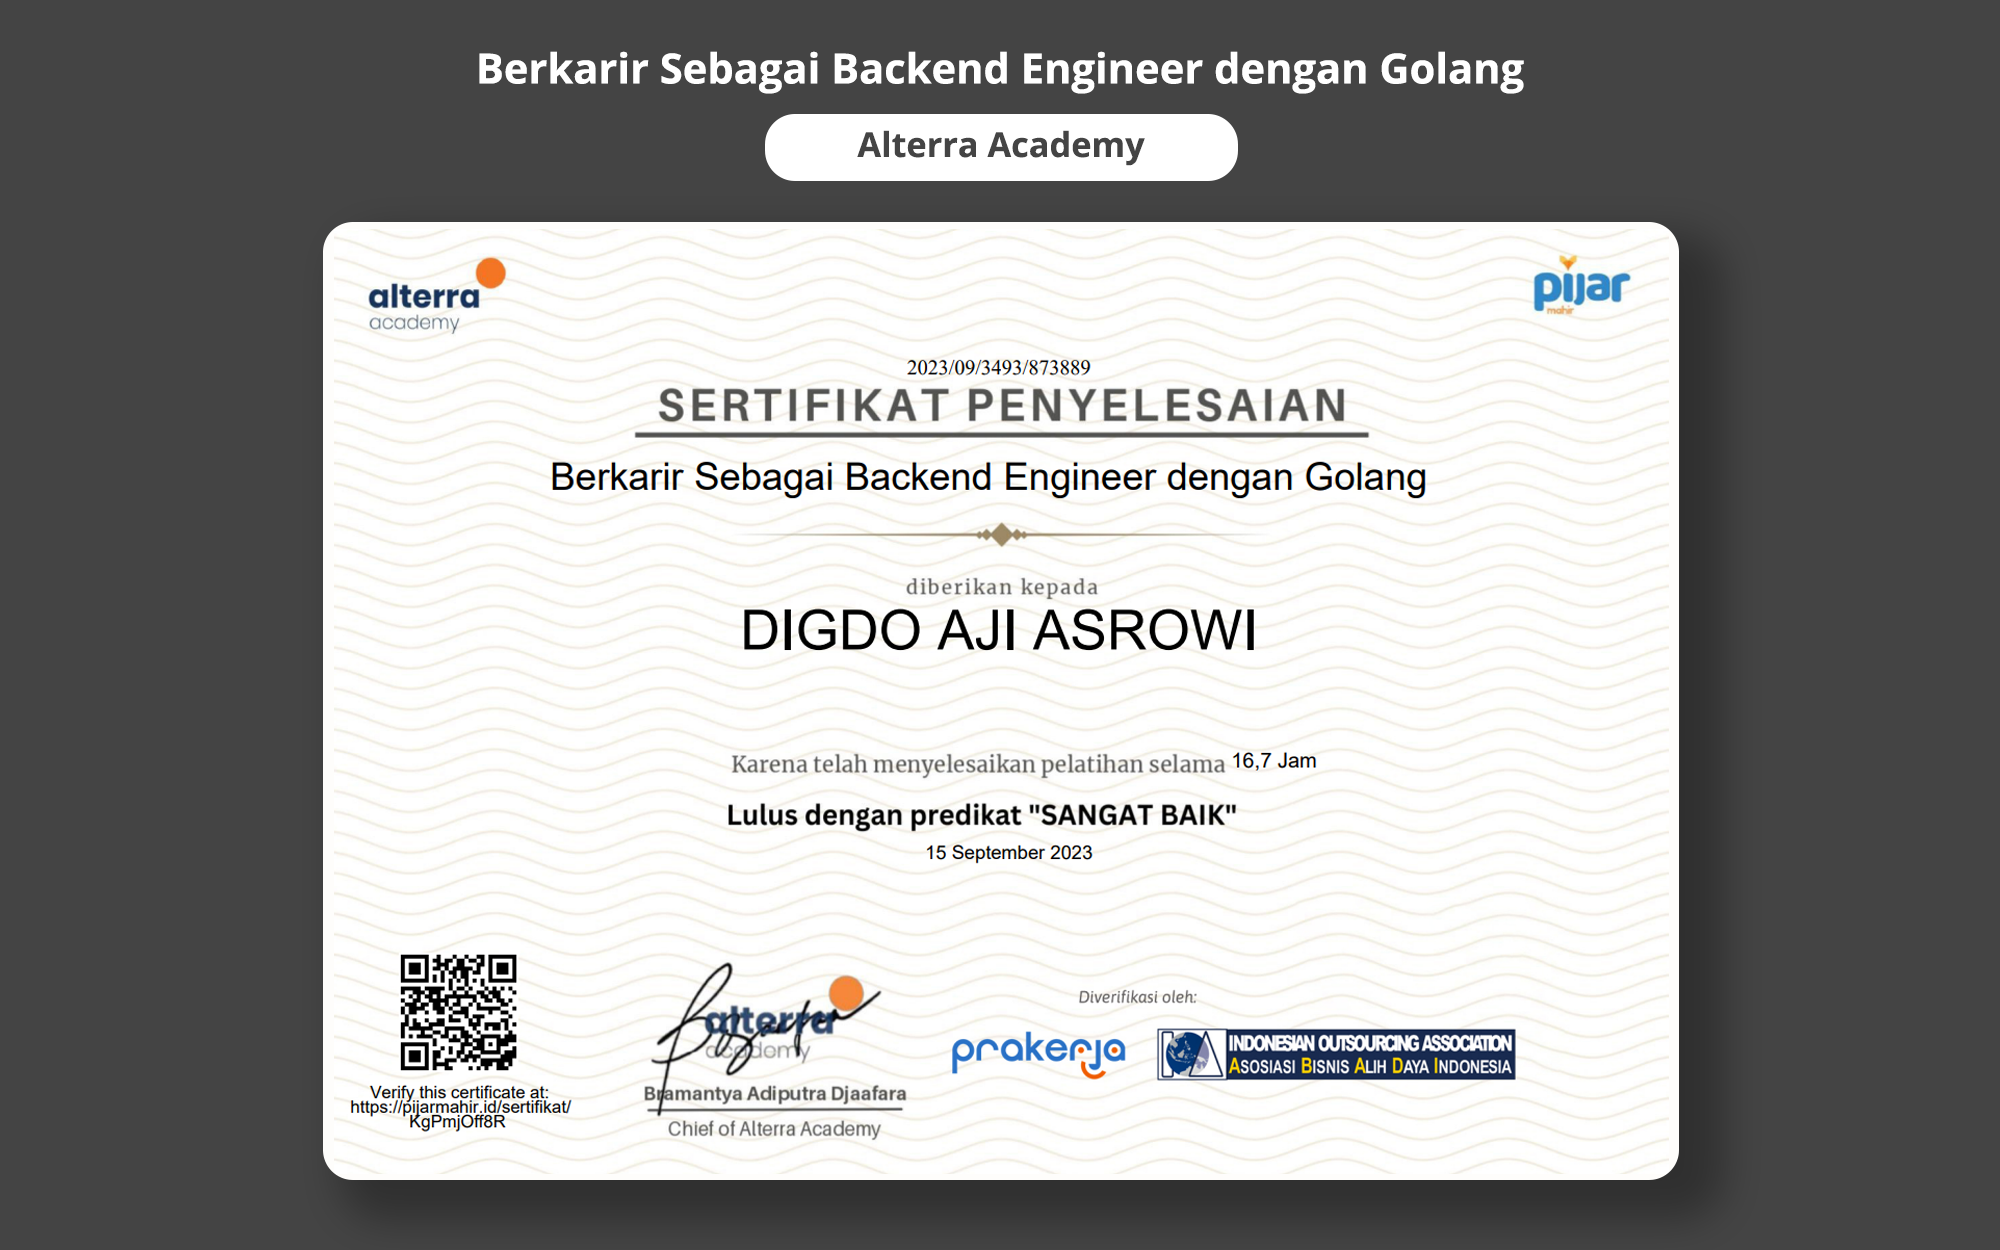 Berkarir Sebagai Backend Engineer dengan Golang
Alterra Academy
alterra
academy
pijar
mahir
2023/09/3493/873889
SERTIFIKAT PENYELESAIAN
Berkarir Sebagai Backend Engineer dengan Golang
diberikan kepada
DIGDO AJI ASROWI
Karena telah menyelesaikan pelatihan selama 16,7 Jam
Lulus dengan predikat "SANGAT BAIK"
15 September 2023
Verify this certificate at:
https://pijarmahir.id/sertifikat/
KgPmjOff8R
alterra
academy
Bramantya Adiputra Djaafara
Chief of Alterra Academy
Diverifikasi oleh:
prakerja
INDONESIAN OUTSOURCING ASSOCIATION
ASOSIASI BISNIS ALIH DAYA INDONESIA